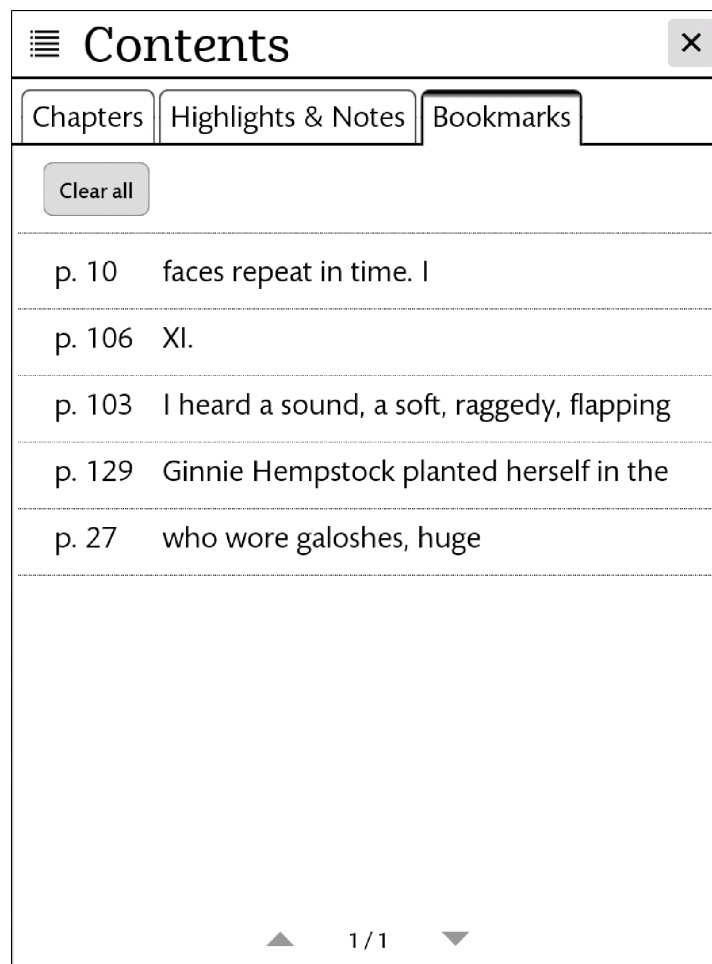 Contents
Chapters Highlights & Notes Bookmarks
Clear all
p. 10 faces repeat in time. I
p. 106 XI.
p. 103 I heard a sound, a soft, raggedy, flapping
p. 129 Ginnie Hempstock planted herself in the
p. 27 who wore galoshes, huge
1 / 1